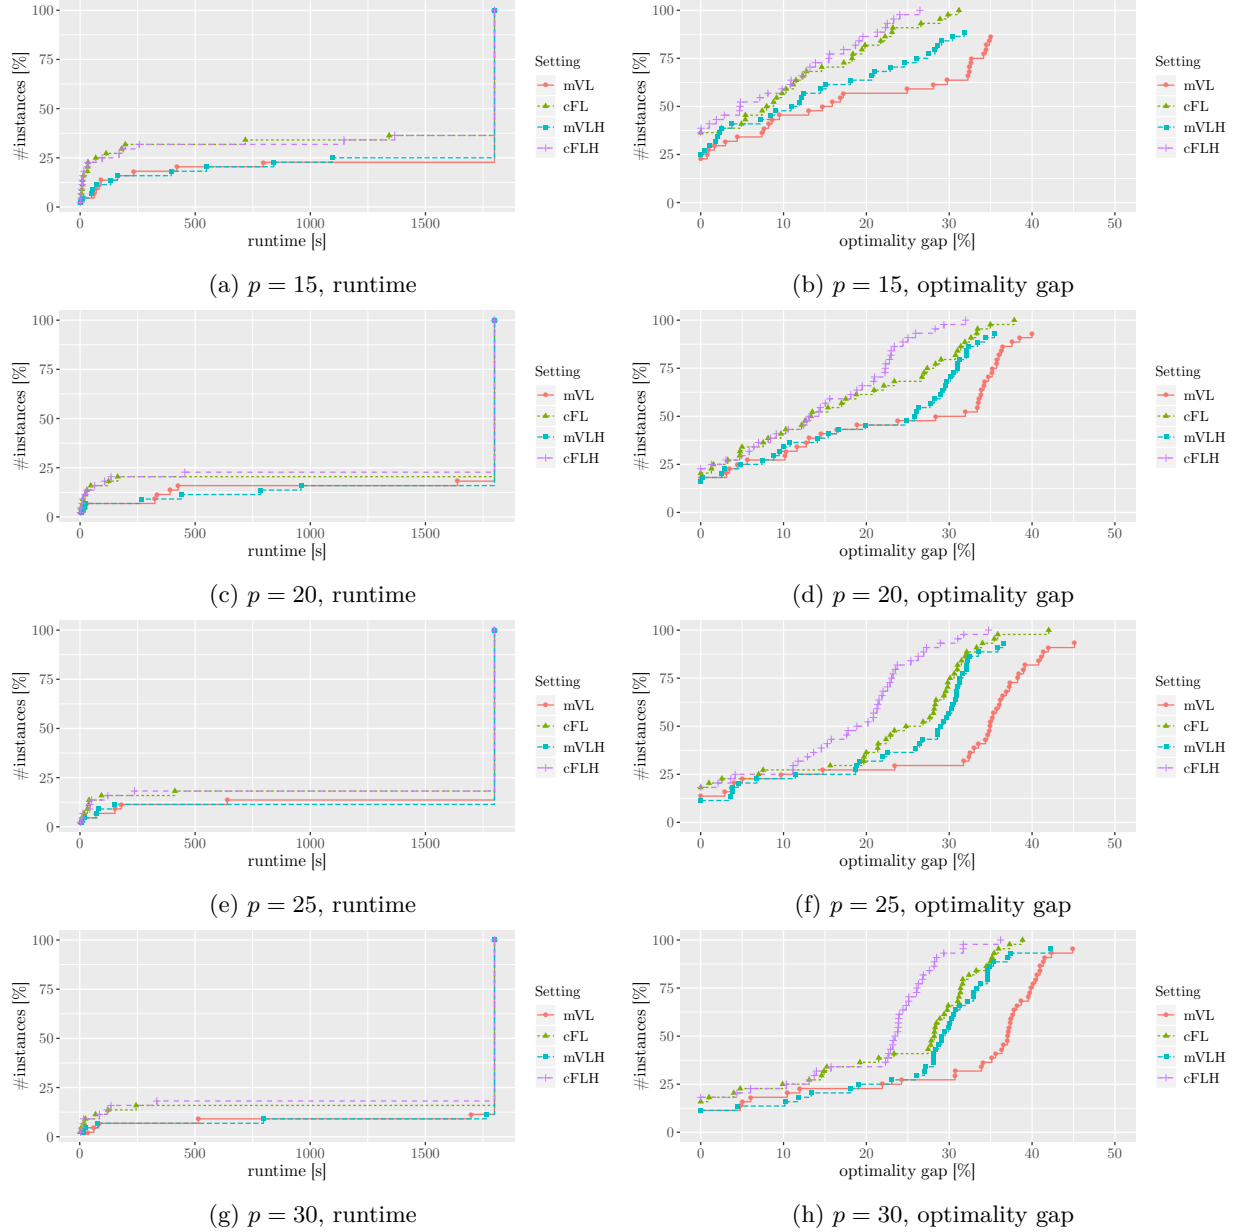 100
75
50
25
0
#instances [%]
0
500
1000
1500
runtime [s]
Setting
mVL
cFL
mVLH
cFLH
(a) p = 15, runtime
100
75
50
25
0
#instances [%]
0
10
20
30
40
50
optimality gap [%]
Setting
mVL
cFL
mVLH
cFLH
(b) p = 15, optimality gap
100
75
50
25
0
#instances [%]
0
500
1000
1500
runtime [s]
Setting
mVL
cFL
mVLH
cFLH
(c) p = 20, runtime
100
75
50
25
0
#instances [%]
0
10
20
30
40
50
optimality gap [%]
Setting
mVL
cFL
mVLH
cFLH
(d) p = 20, optimality gap
100
75
50
25
0
#instances [%]
0
500
1000
1500
runtime [s]
Setting
mVL
cFL
mVLH
cFLH
(e) p = 25, runtime
100
75
50
25
0
#instances [%]
0
10
20
30
40
50
optimality gap [%]
Setting
mVL
cFL
mVLH
cFLH
(f) p = 25, optimality gap
100
75
50
25
0
#instances [%]
0
500
1000
1500
runtime [s]
Setting
mVL
cFL
mVLH
cFLH
(g) p = 30, runtime
100
75
50
25
0
#instances [%]
0
10
20
30
40
50
optimality gap [%]
Setting
mVL
cFL
mVLH
cFLH
(h) p = 30, optimality gap